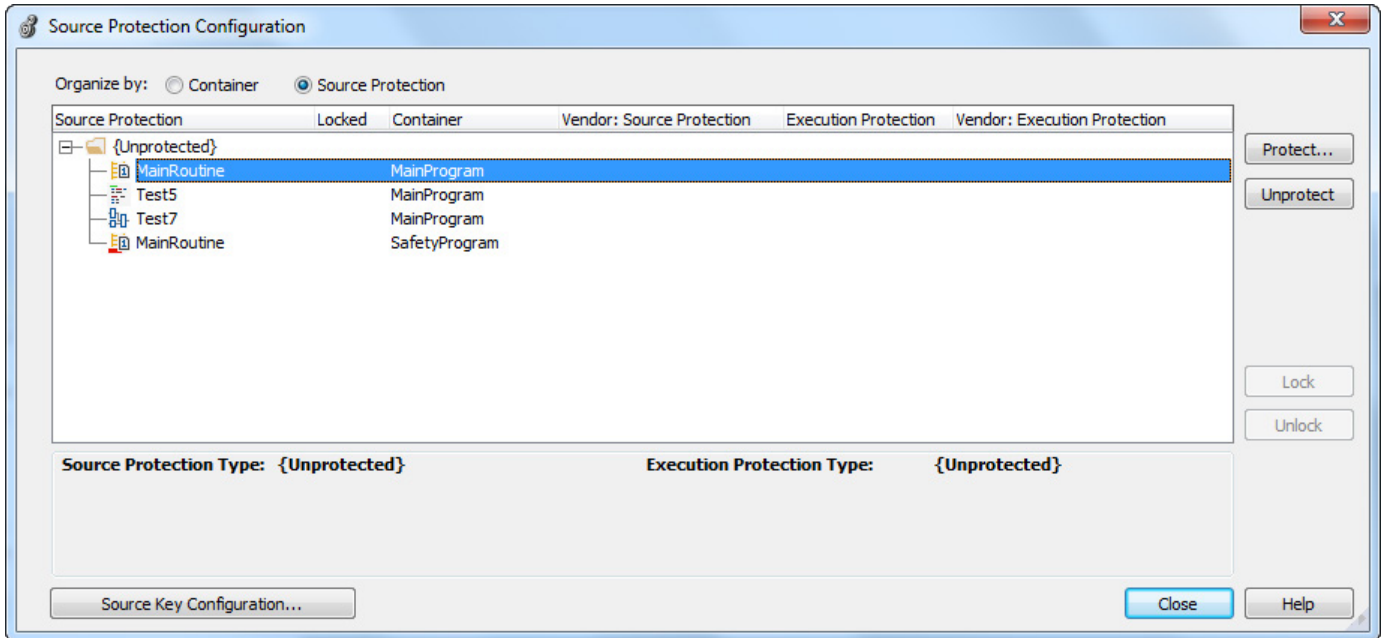 Source Protection Configuration
Organize by: Container Source Protection
Source Protection Locked Container Vendor: Source Protection Execution Protection Vendor: Execution Protection
{Unprotected}
Protect...
MainRoutine MainProgram
Test5 MainProgram
Unprotect
Test7 MainProgram
MainRoutine SafetyProgram
Lock
Unlock
Source Protection Type: {Unprotected} Execution Protection Type: {Unprotected}
Source Key Configuration... Close Help